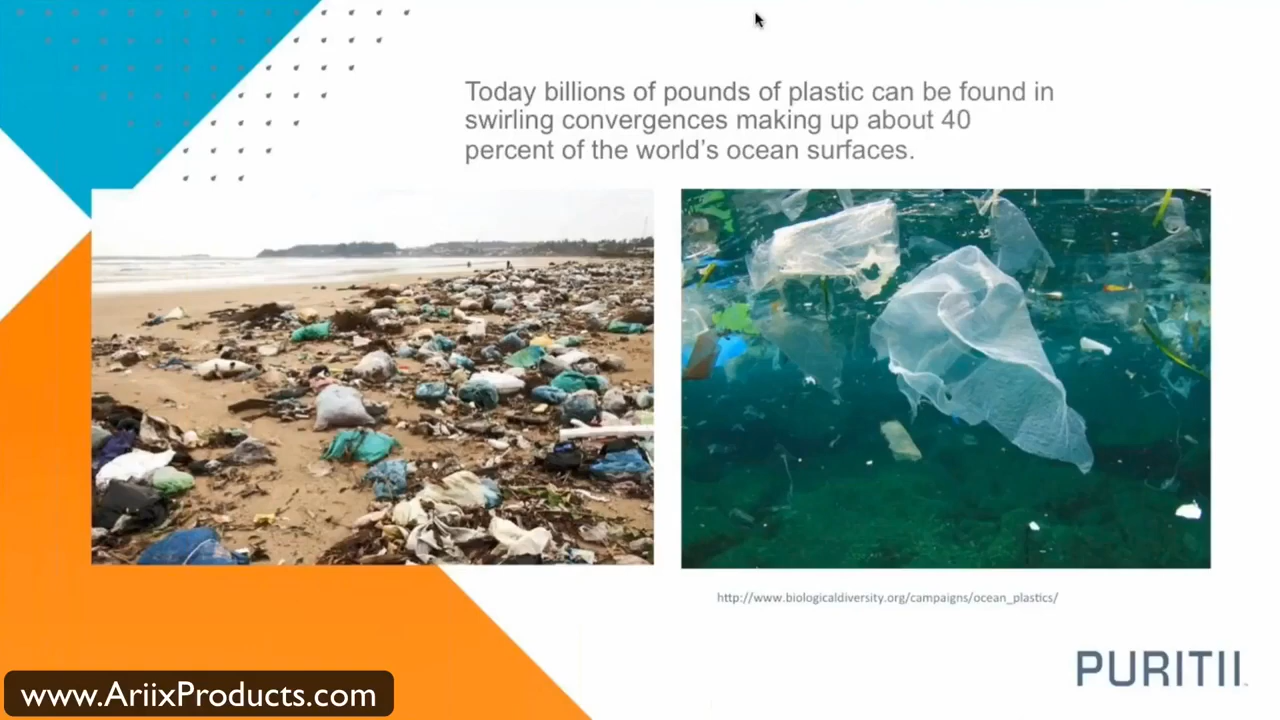 Today billions of pounds of plastic can be found in
swirling convergences making up about 40
percent of the world’s ocean surfaces.
http://www.biologicaldiversity.org/campaigns/ocean_plastics/
PURITII
www.AriixProducts.com